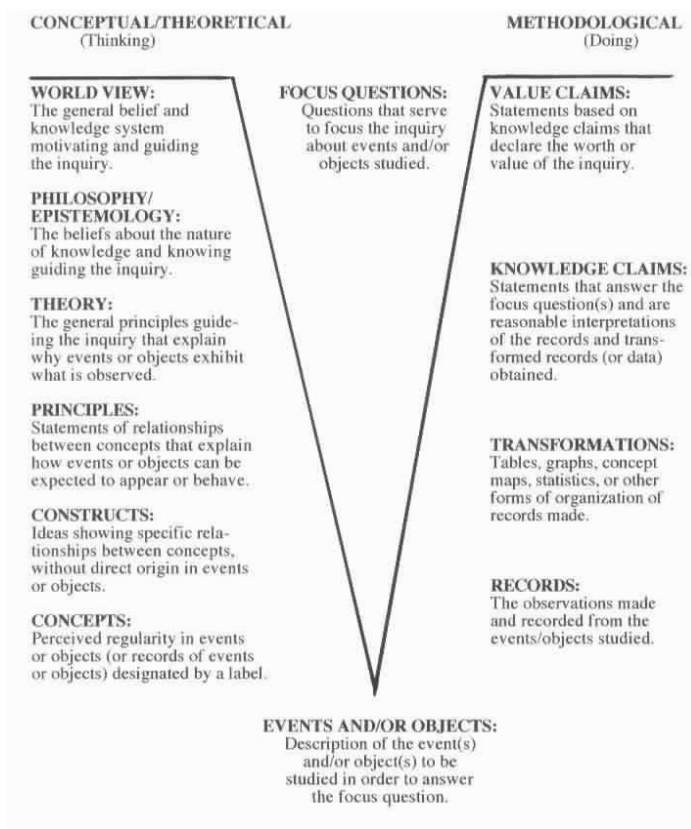 CONCEPTUAL/THEORETICAL
(Thinking)
METHODOLOGICAL
(Doing)
WORLD VIEW:
The general belief and
knowledge system
motivating and guiding
the inquiry.
PHILOSOPHY/
EPISTEMOLOGY:
The beliefs about the nature
of knowledge and knowing
guiding the inquiry.
THEORY:
The general principles guide-
ing the inquiry that explain
why events or objects exhibit
what is observed.
PRINCIPLES:
Statements of relationships
between concepts that explain
how events or objects can be
expected to appear or behave.
CONSTRUCTS:
Ideas showing specific rela-
tionships between concepts,
without direct origin in events
or objects.
CONCEPTS:
Perceived regularity in events
or objects (or records of events
or objects) designated by a label.
FOCUS QUESTIONS:
Questions that serve
to focus the inquiry
about events and/or
objects studied.
VALUE CLAIMS:
Statements based on
knowledge claims that
declare the worth or
value of the inquiry.
KNOWLEDGE CLAIMS:
Statements that answer the
focus question(s) and are
reasonable interpretations
of the records and trans-
formed records (or data)
obtained.
TRANSFORMATIONS:
Tables, graphs, concept
maps, statistics, or other
forms of organization of
records made.
RECORDS:
The observations made
and recorded from the
events/objects studied.
EVENTS AND/OR OBJECTS:
Description of the event(s)
and/or object(s) to be
studied in order to answer
the focus question.